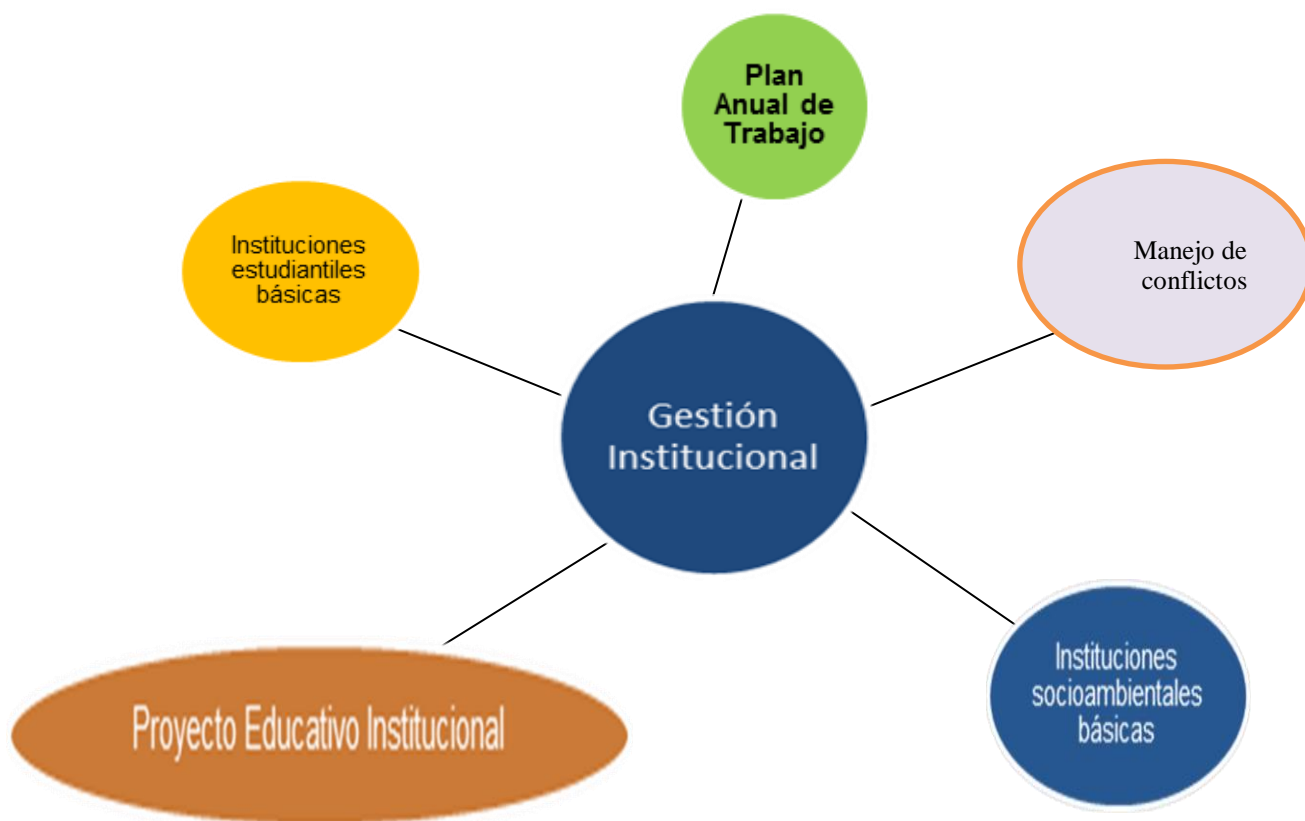 Plan
Anual de
Trabajo
Instituciones
estudiantiles
básicas
Manejo de
conflictos
Gestión
Institucional
Instituciones
socioambientales
básicas
Proyecto Educativo Institucional